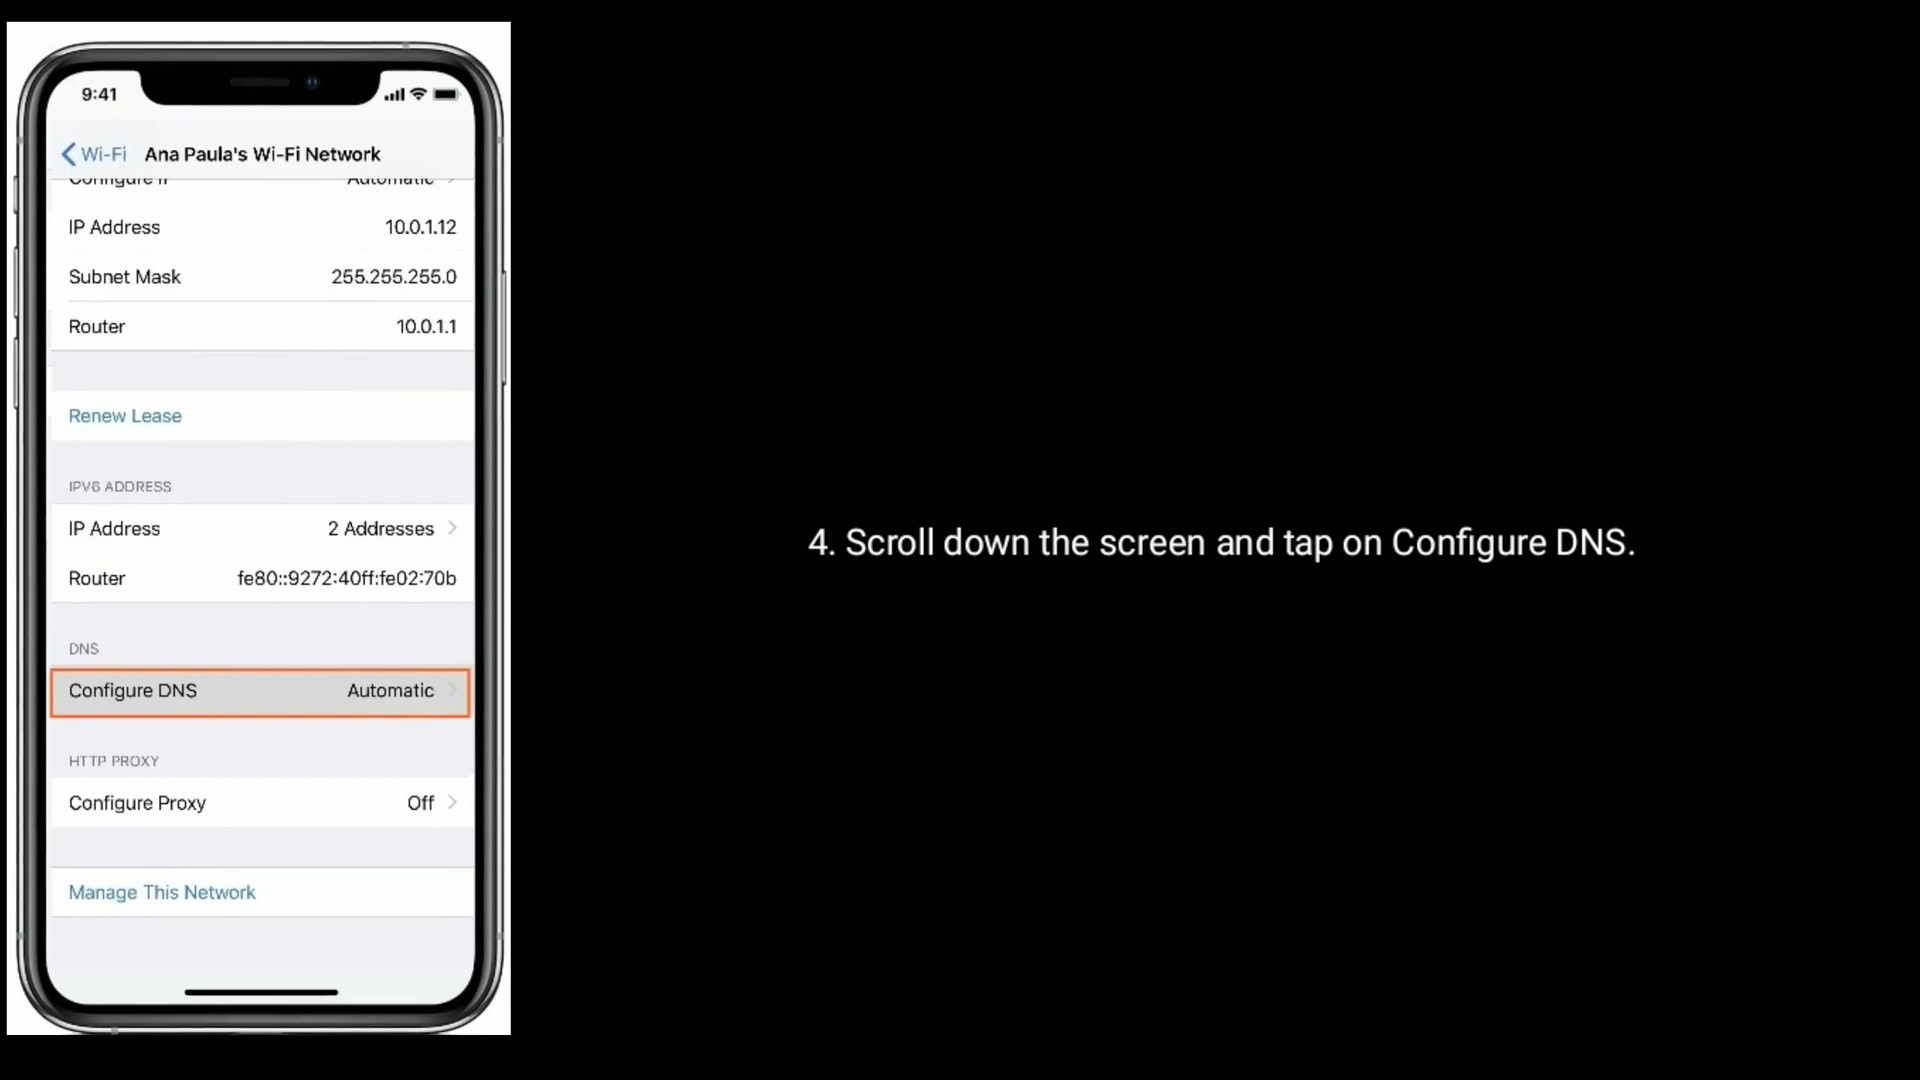 9:41
Wi-Fi Ana Paula's Wi-Fi Network
Configure IP Automatic
IP Address 10.0.1.12
Subnet Mask 255.255.255.0
Router 10.0.1.1
Renew Lease
IPV6 ADDRESS
IP Address 2 Addresses
Router fe80::9272:40ff:fe02:70b
DNS
Configure DNS Automatic
HTTP PROXY
Configure Proxy Off
Manage This Network
4. Scroll down the screen and tap on Configure DNS.